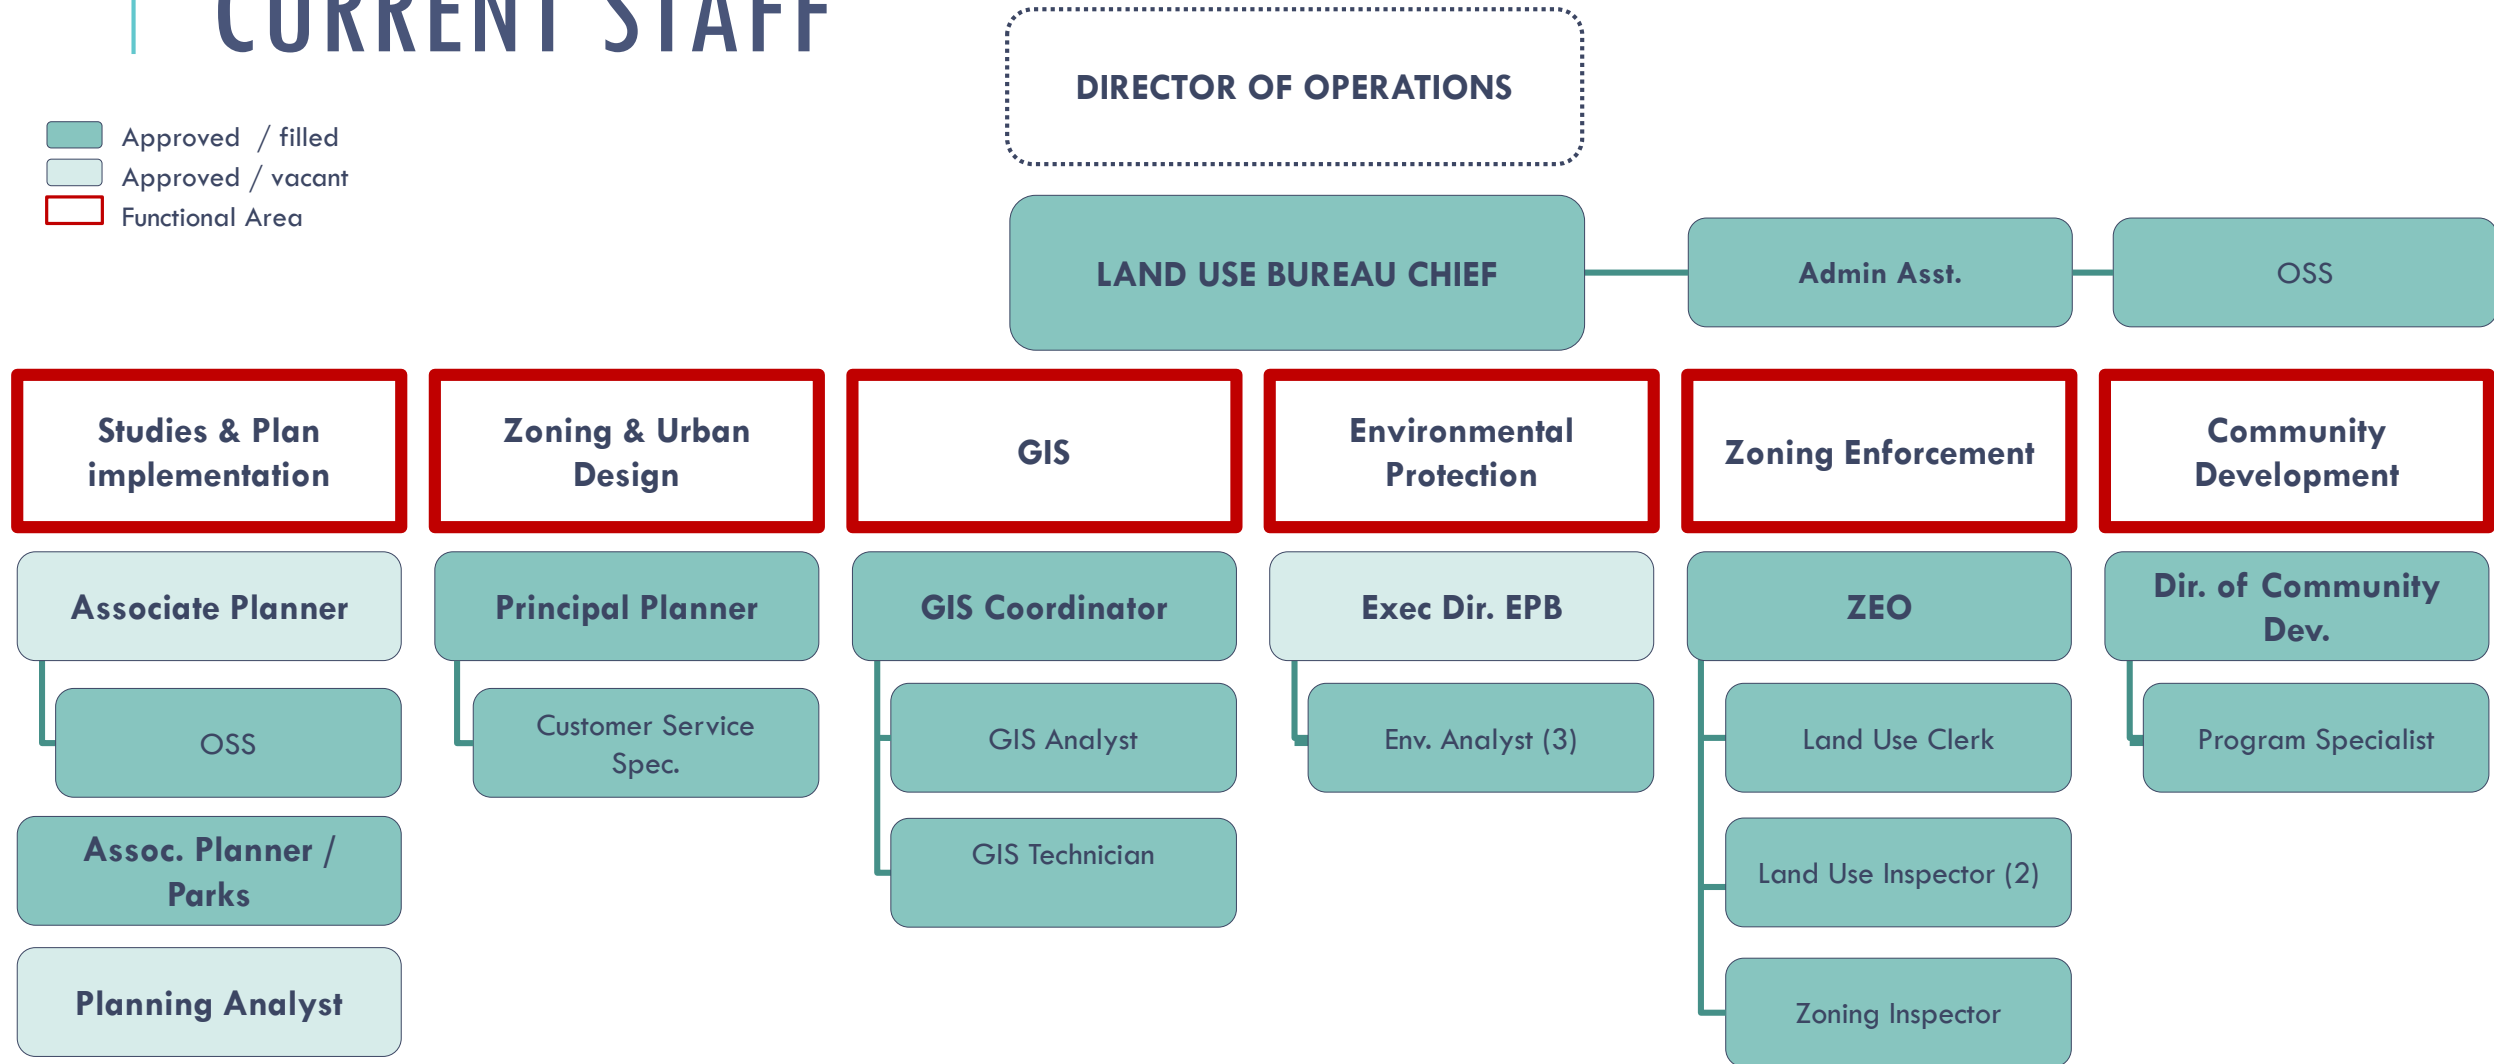 CURRENT STAFF
DIRECTOR OF OPERATIONS
Approved / filled
Approved / vacant
Functional Area
LAND USE BUREAU CHIEF
Admin Asst.
OSS
Studies & Plan
implementation
Zoning & Urban
Design
GIS
Environmental
Protection
Zoning Enforcement
Community
Development
Associate Planner
Principal Planner
GIS Coordinator
Exec Dir. EPB
ZEO
Dir. of Community
Dev.
OSS
Customer Service
Spec.
GIS Analyst
Env. Analyst (3)
Land Use Clerk
Program Specialist
Assoc. Planner /
Parks
GIS Technician
Land Use Inspector (2)
Planning Analyst
Zoning Inspector